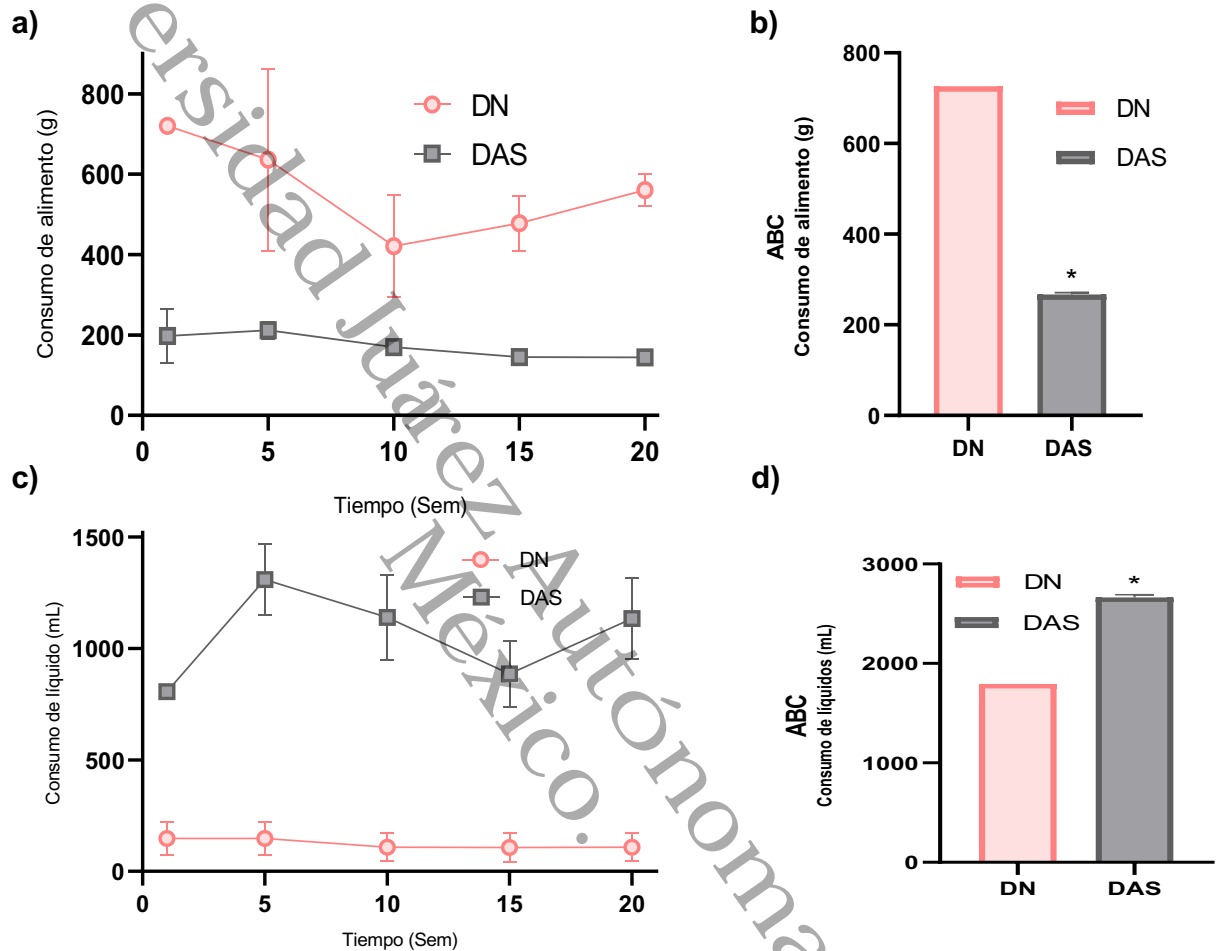 a)
Consumo de alimento (g)
800
600
400
200
0
0 5 10 15 20
DN
DAS
Tiempo (Sem)
b)
ABC
Consumo de alimento (g)
800
600
400
200
0
DN
DAS
*
DN DAS
c)
Consumo de líquido (mL)
1500
1000
500
0
0 5 10 15 20
DN
DAS
Tiempo (Sem)
d)
ABC
Consumo de líquidos (mL)
3000
2000
1000
0
DN
DAS
*
DN DAS
ersidad Juárez Autónoma
México.